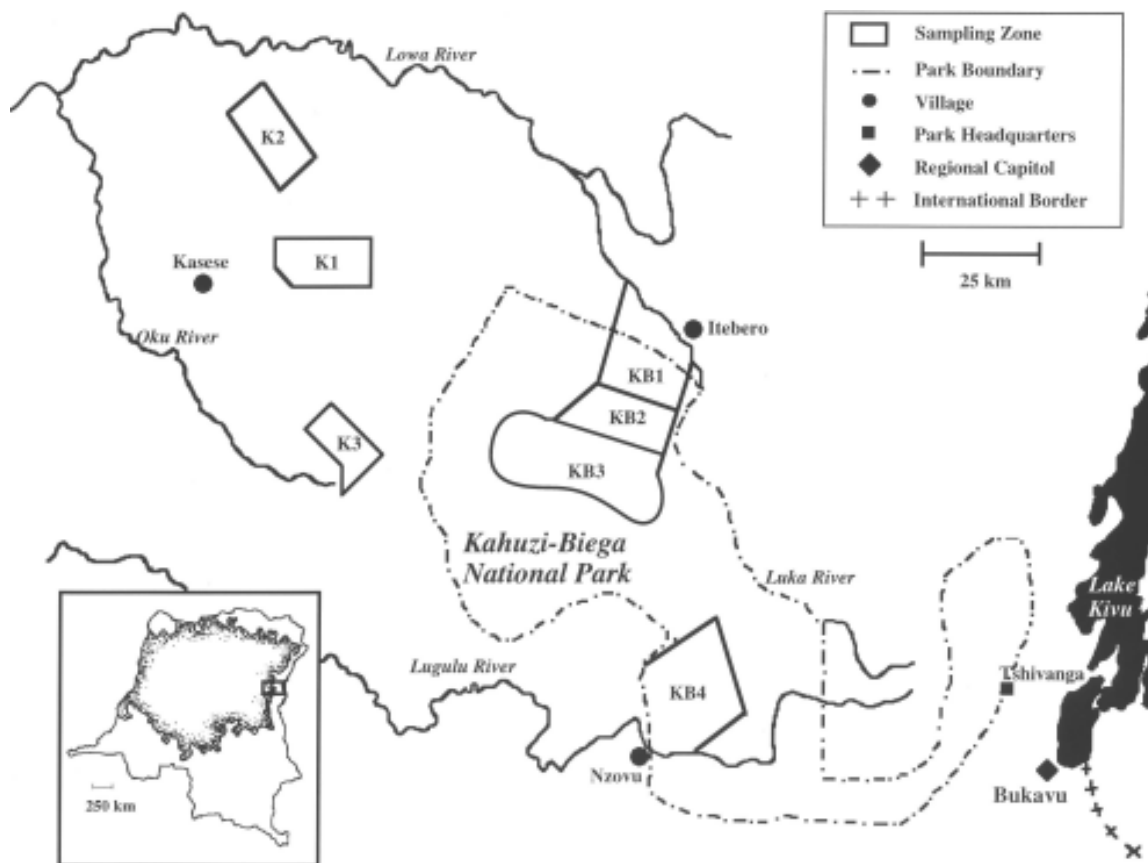 Lowa River
Sampling Zone
Park Boundary
Village
Park Headquarters
Regional Capitol
International Border
25 km
K2
K1
Kasese
Oku River
Itebero
KB1
KB2
K3
KB3
Kahuzi-Biega
National Park
Luka River
Lake
Kivu
Lugulu River
KB4
Tshivanga
Nzovu
Bukavu
250 km